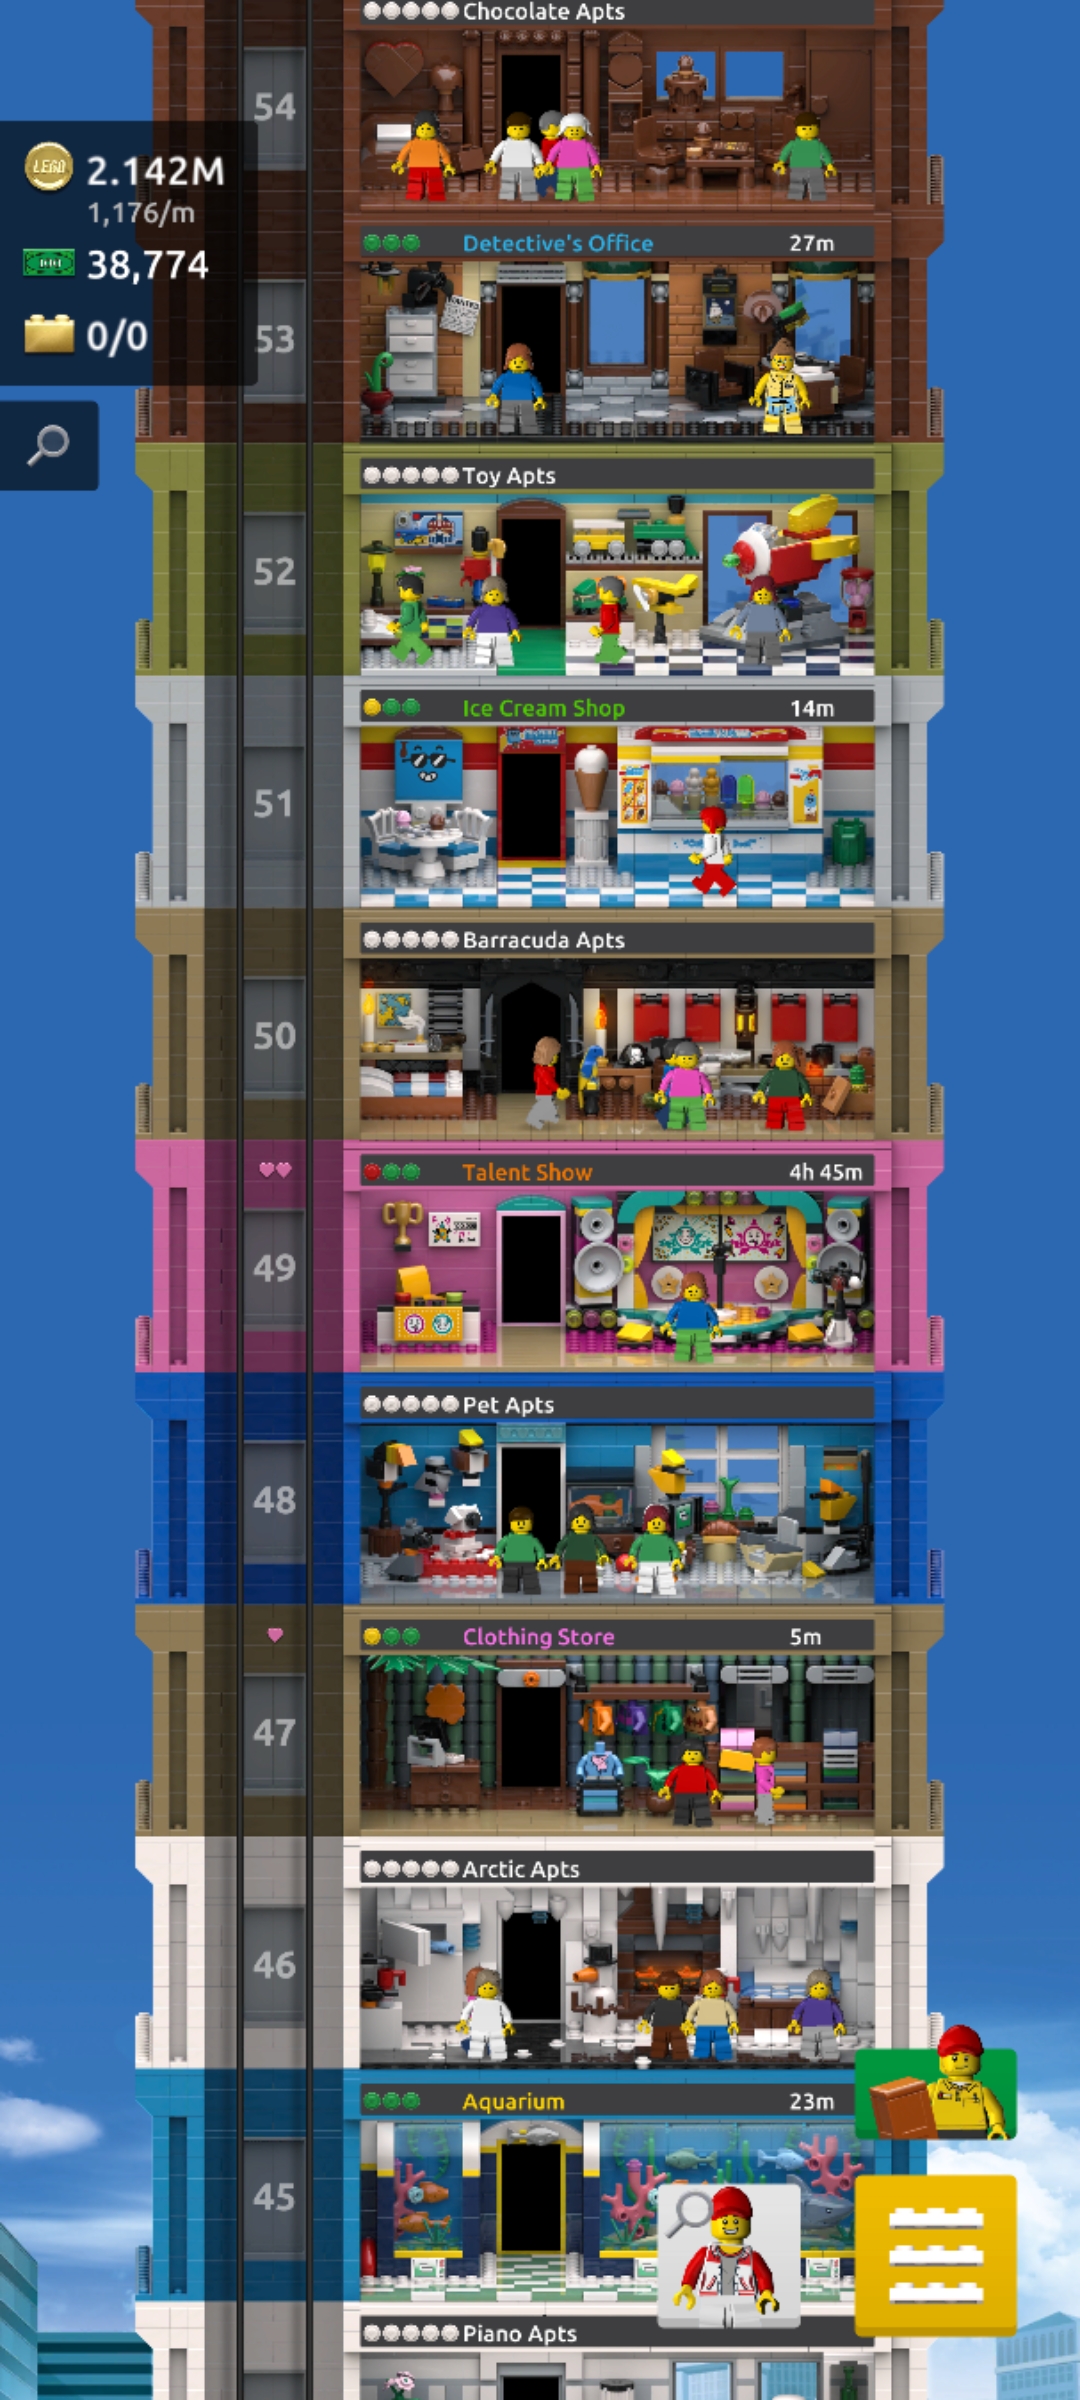 Chocolate Apts
54
LEGO
2.142M
1,176/m
38,774
0/0
Detective's Office 27m
WANTED
53
Toy Apts
52
Ice Cream Shop 14m
51
Barracuda Apts
50
Talent Show 4h 45m
49
Pet Apts
48
Clothing Store 5m
47
Arctic Apts
46
Aquarium 23m
45
Piano Apts